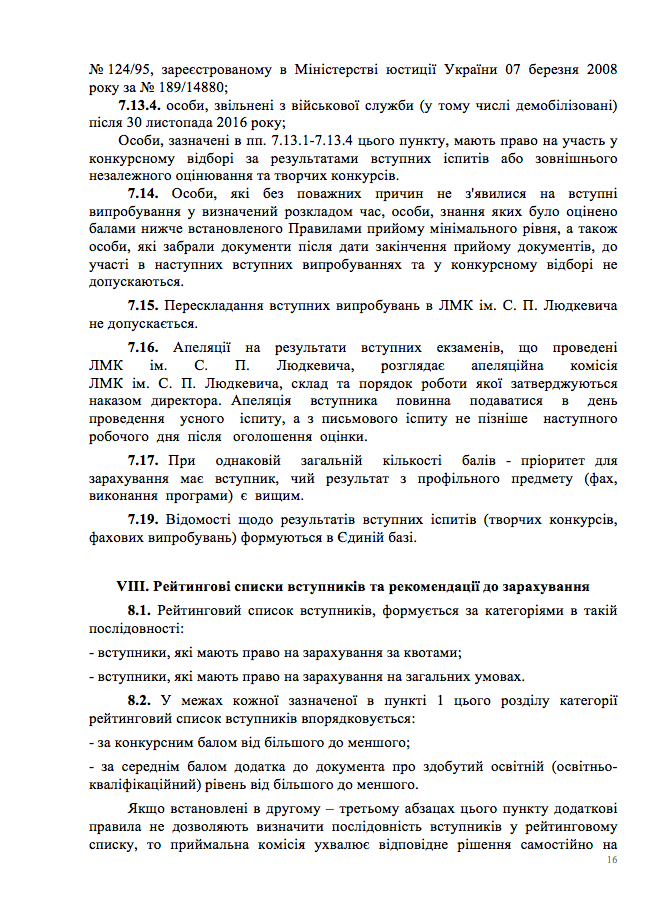 № 124/95, зареєстрованому в Міністерстві юстиції України 07 березня 2008
року за № 189/14880;
7.13.4. особи, звільнені з військової служби (у тому числі демобілізовані)
після 30 листопада 2016 року;
Особи, зазначені в пп. 7.13.1-7.13.4 цього пункту, мають право на участь у
конкурсному відборі за результатами вступних іспитів або зовнішнього
незалежного оцінювання та творчих конкурсів.
7.14. Особи, які без поважних причин не з'явилися на вступні
випробування у визначений розкладом час, особи, знання яких було оцінено
балами нижче встановленого Правилами прийому мінімального рівня, а також
особи, які забрали документи після дати закінчення прийому документів, до
участі в наступних вступних випробуваннях та у конкурсному відборі не
допускаються.
7.15. Перескладання вступних випробувань в ЛМК ім. С. П. Людкевича
не допускається.
7.16. Апеляції на результати вступних екзаменів, що проведені
ЛМК ім. С. П. Людкевича, розглядає апеляційна комісія
ЛМК ім. С. П. Людкевича, склад та порядок роботи якої затверджуються
наказом директора. Апеляція вступника повинна подаватися в день
проведення усного іспиту, а з письмового іспиту не пізніше наступного
робочого дня після оголошення оцінки.
7.17. При однаковій загальній кількості балів - пріоритет для
зарахування має вступник, чий результат з профільного предмету (фах,
виконання програми) є вищим.
7.19. Відомості щодо результатів вступних іспитів (творчих конкурсів,
фахових випробувань) формуються в Єдиній базі.
VIII. Рейтингові списки вступників та рекомендації до зарахування
8.1. Рейтинговий список вступників, формується за категоріями в такій
послідовності:
- вступники, які мають право на зарахування за квотами;
- вступники, які мають право на зарахування на загальних умовах.
8.2. У межах кожної зазначеної в пункті 1 цього розділу категорії
рейтинговий список вступників впорядковується:
- за конкурсним балом від більшого до меншого;
- за середнім балом додатка до документа про здобутий освітній (освітньо-
кваліфікаційний) рівень від більшого до меншого.
Якщо встановлені в другому – третьому абзацах цього пункту додаткові
правила не дозволяють визначити послідовність вступників у рейтинговому
списку, то приймальна комісія ухвалює відповідне рішення самостійно на
16